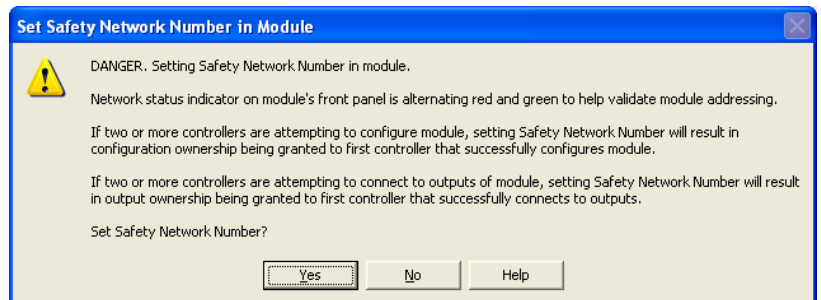 Set Safety Network Number in Module
DANGER. Setting Safety Network Number in module.
Network status indicator on module's front panel is alternating red and green to help validate module addressing.
If two or more controllers are attempting to configure module, setting Safety Network Number will result in
configuration ownership being granted to first controller that successfully configures module.
If two or more controllers are attempting to connect to outputs of module, setting Safety Network Number will result
in output ownership being granted to first controller that successfully connects to outputs.
Set Safety Network Number?
Yes No Help